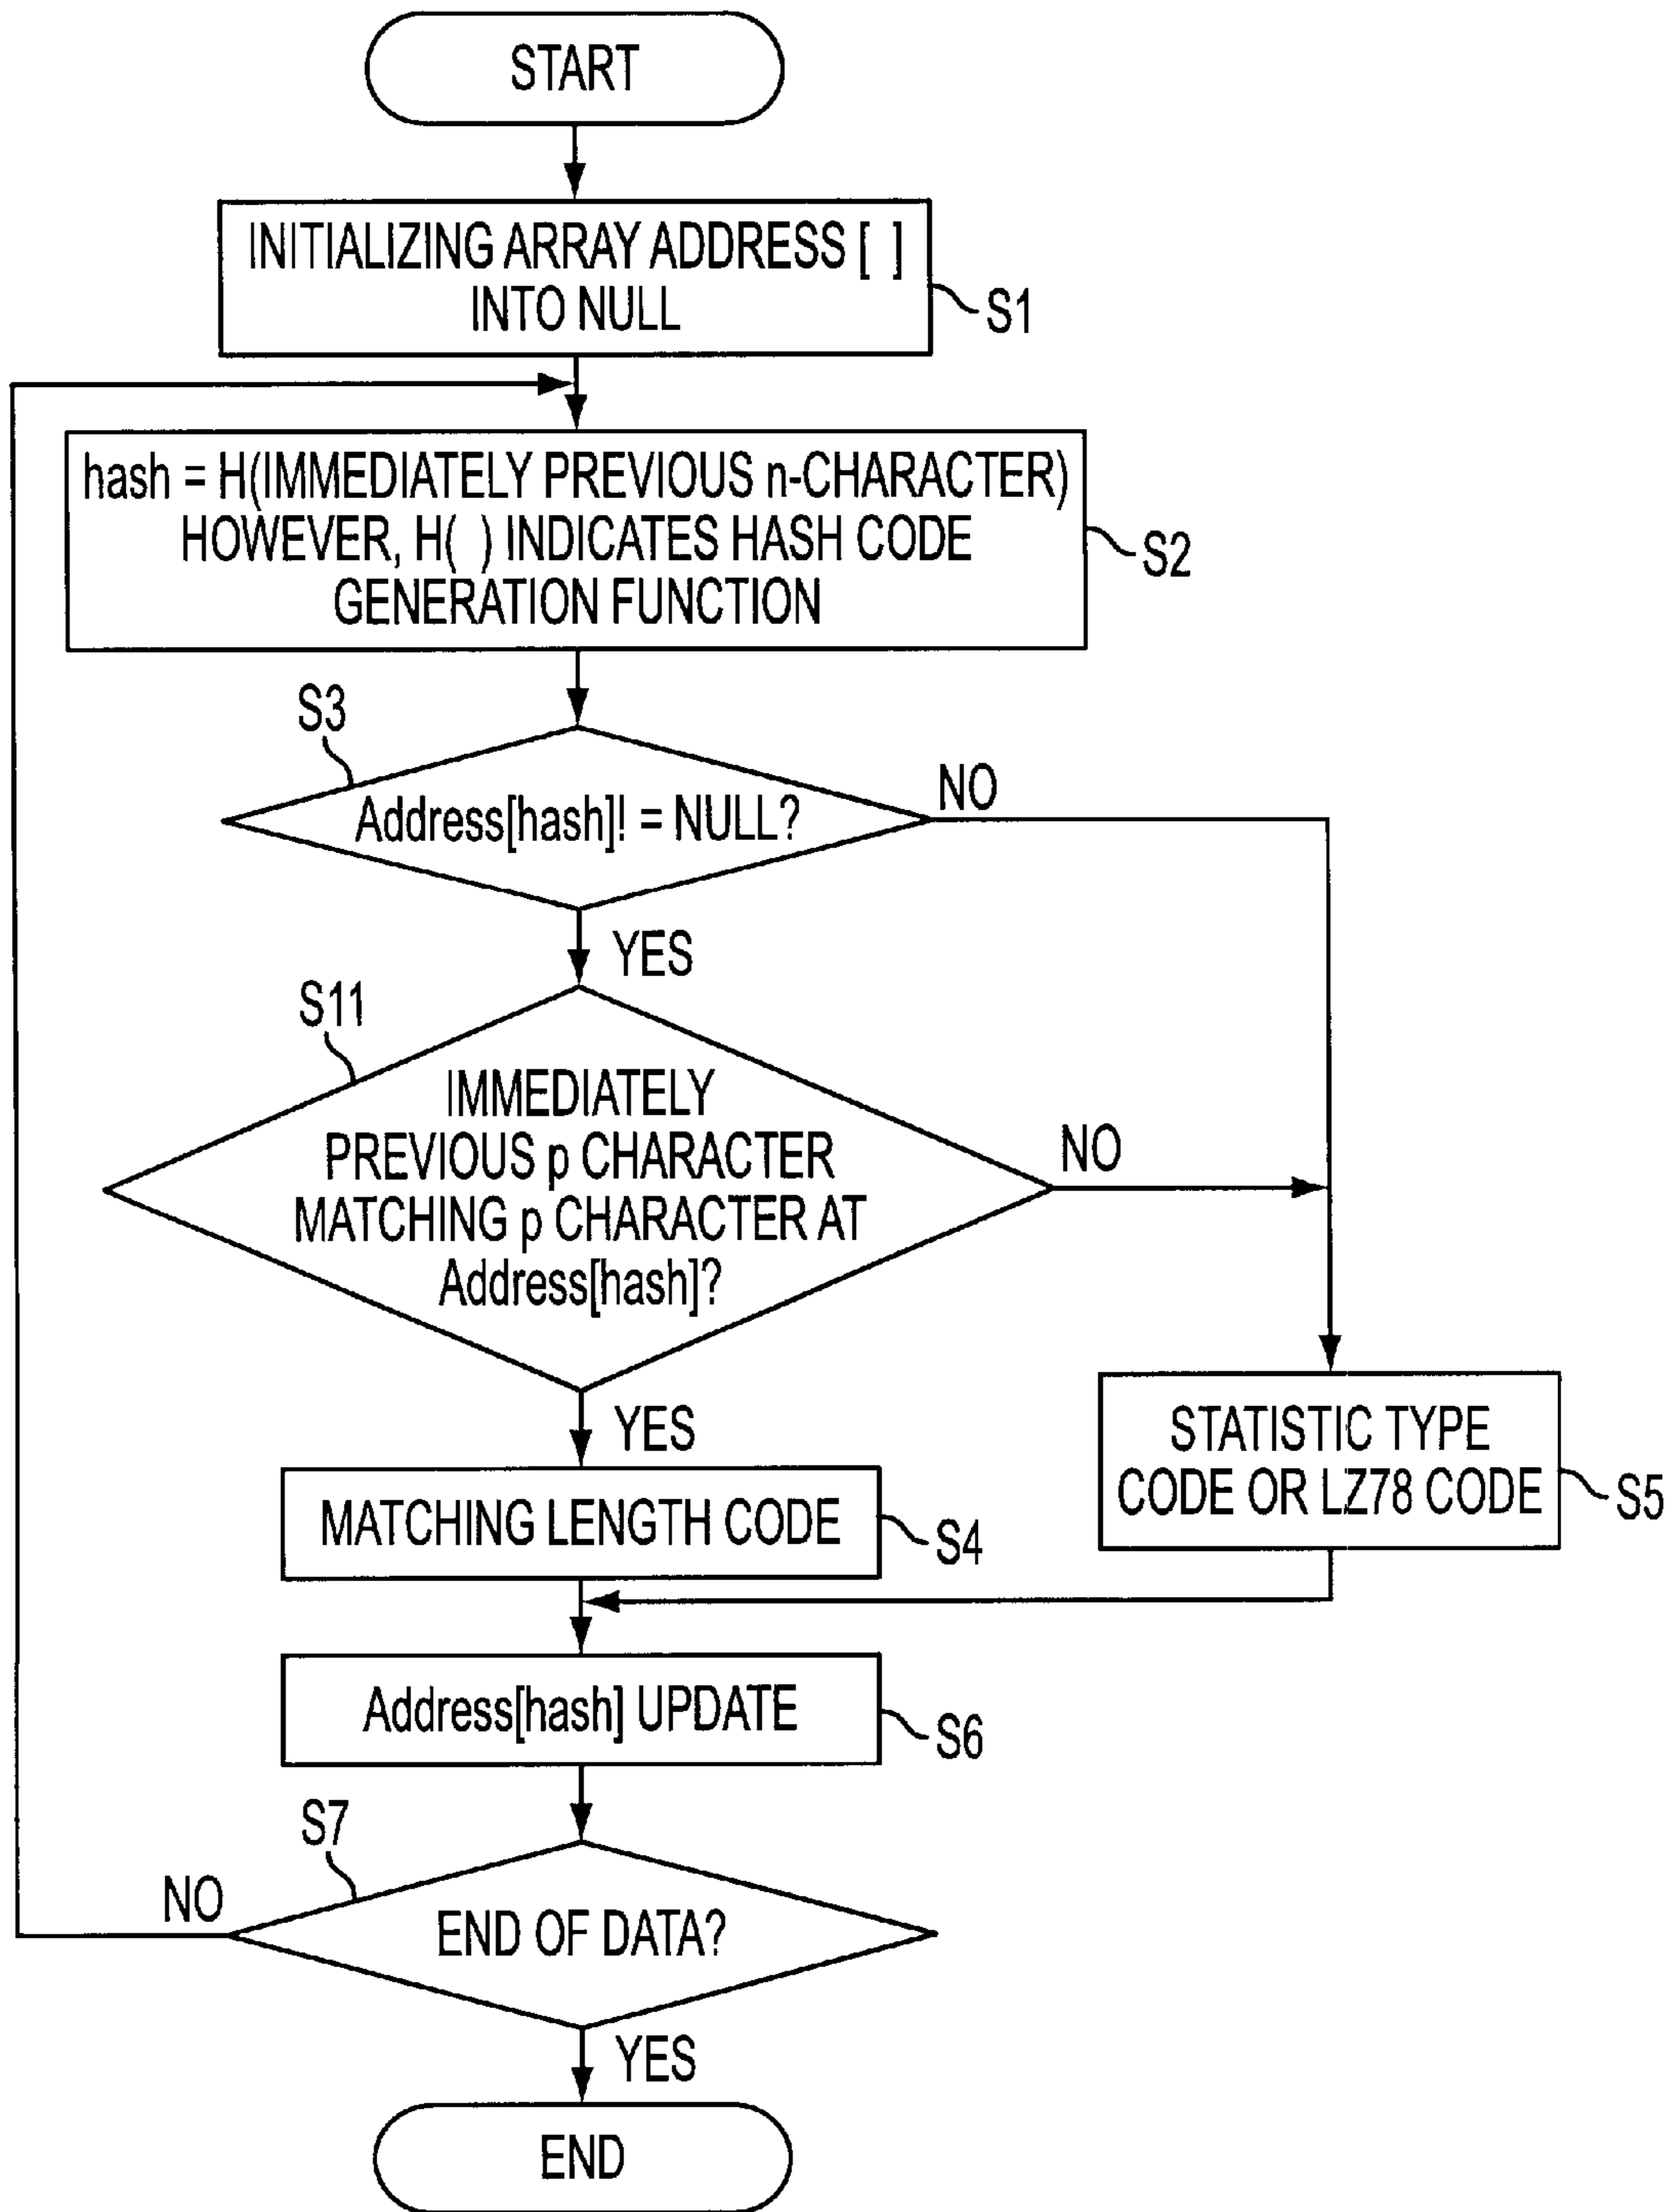 START
INITIALIZING ARRAY ADDRESS [ ]
INTO NULL
S1
hash = H(IMMEDIATELY PREVIOUS n-CHARACTER)
HOWEVER, H( ) INDICATES HASH CODE
GENERATION FUNCTION
S2
S3
Address[hash]! = NULL?
NO
YES
S11
IMMEDIATELY
PREVIOUS p CHARACTER
MATCHING p CHARACTER AT
Address[hash]?
NO
YES
STATISTIC TYPE
CODE OR LZ78 CODE
S5
MATCHING LENGTH CODE
S4
Address[hash] UPDATE
S6
S7
NO
END OF DATA?
YES
END